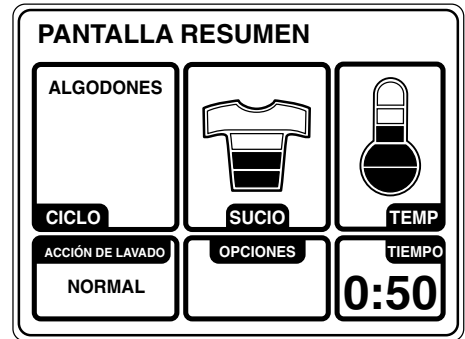 PANTALLA RESUMEN
ALGODONES
CICLO
SUCIO
TEMP
ACCIÓN DE LAVADO
NORMAL
OPCIONES
TIEMPO
0:50